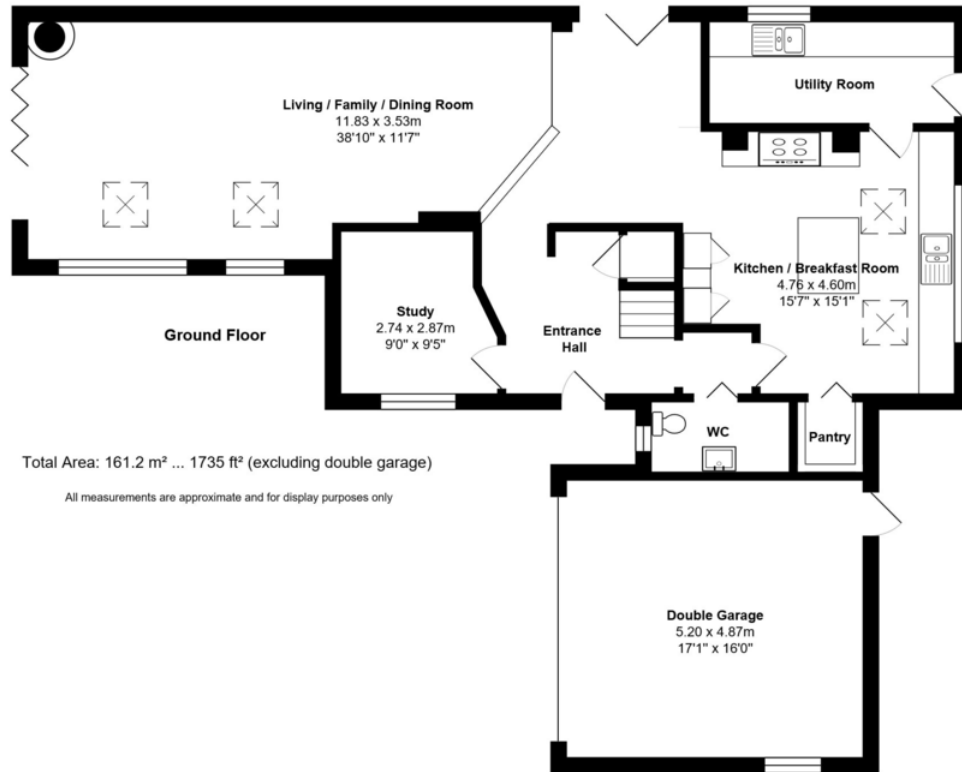 Utility Room
Living / Family / Dining Room
11.83 x 3.53m
38'10" x 11'7"
Kitchen / Breakfast Room
4.76 x 4.60m
15'7" x 15'1"
Study
2.74 x 2.87m
9'0" x 9'5"
Entrance
Hall
Ground Floor
WC
Pantry
Total Area: 161.2 m² ... 1735 ft² (excluding double garage)
All measurements are approximate and for display purposes only
Double Garage
5.20 x 4.87m
17'1" x 16'0"